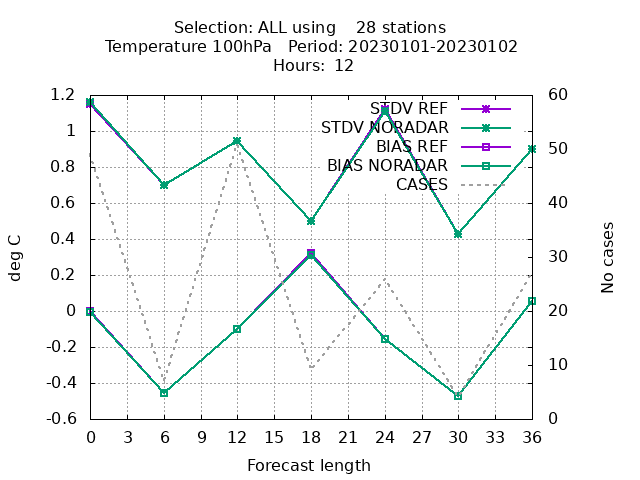 Selection: ALL using    28 stations
Temperature 100hPa   Period: 20230101-20230102
Hours:  12
STDV REF
STDV NORADAR
BIAS REF
BIAS NORADAR
CASES
deg C
1.2
1
0.8
0.6
0.4
0.2
0
-0.2
-0.4
-0.6
60
50
40
30
20
10
0
No cases
0 3 6 9 12 15 18 21 24 27 30 33 36
Forecast length